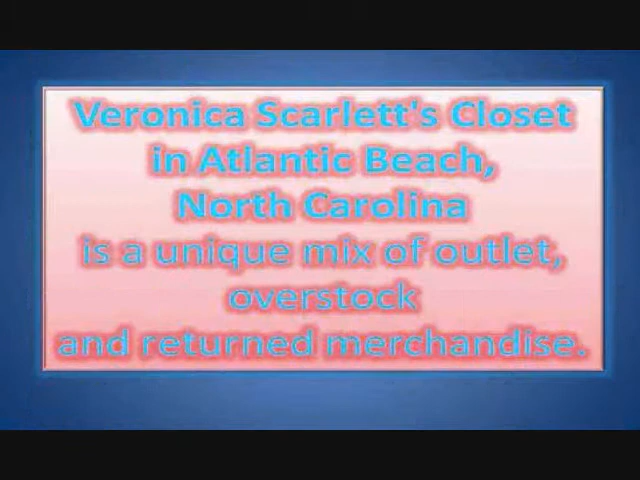 Veronica Scarlett's Closet
in Atlantic Beach,
North Carolina
is a unique mix of outlet,
overstock
and returned merchandise.